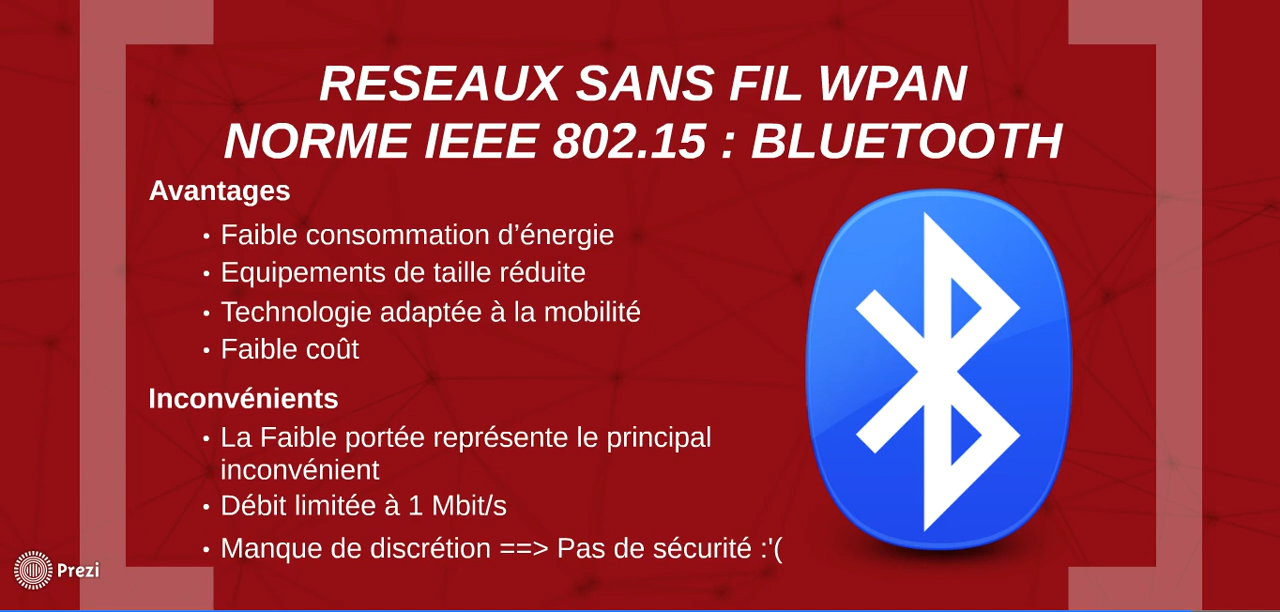 RESEAUX SANS FIL WPAN
NORME IEEE 802.15 : BLUETOOTH
Avantages
• Faible consommation d’énergie
• Equipements de taille réduite
• Technologie adaptée à la mobilité
• Faible coût
Inconvénients
• La Faible portée représente le principal
inconvénient
• Débit limitée à 1 Mbit/s
• Manque de discrétion ==> Pas de sécurité :'(
Prezi